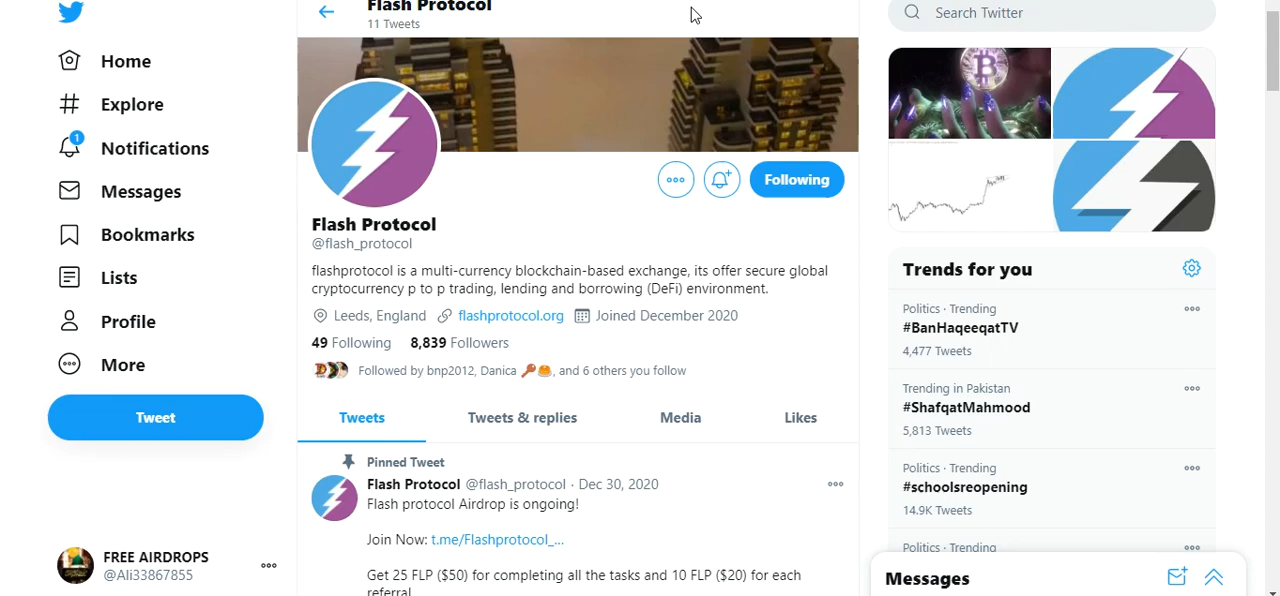 Flash Protocol
11 Tweets
Home
Explore
1
Notifications
Messages
Bookmarks
Lists
Profile
More
Tweet
FREE AIRDROPS
@Ali33867855
Following
Flash Protocol
@flash_protocol
flashprotocol is a multi-currency blockchain-based exchange, its offer secure global
cryptocurrency p to p trading, lending and borrowing (DeFi) environment.
Leeds, England flashprotocol.org Joined December 2020
49 Following 8,839 Followers
Followed by bnp2012, Danica 🔑🥞, and 6 others you follow
Tweets Tweets & replies Media Likes
Pinned Tweet
Flash Protocol @flash_protocol · Dec 30, 2020
Flash protocol Airdrop is ongoing!
Join Now: t.me/Flashprotocol_...
Get 25 FLP ($50) for completing all the tasks and 10 FLP ($20) for each
referral
Search Twitter
Trends for you
Politics · Trending
#BanHaqeeqatTV
4,477 Tweets
Trending in Pakistan
#ShafqatMahmood
5,813 Tweets
Politics · Trending
#schoolsreopening
14.9K Tweets
Politics · Trending
Messages